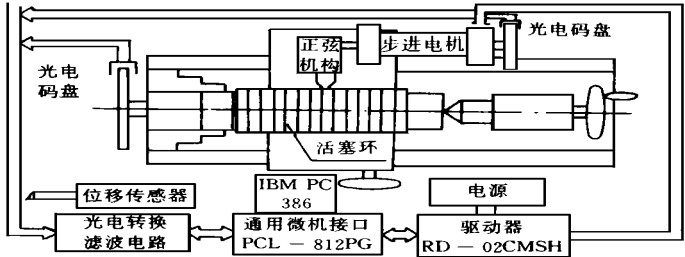 正弦
机构
步进电机
光电码盘
光电
码盘
活塞环
位移传感器
IBM PC
386
电源
光电转换
滤波电路
通用微机接口
PCL－812PG
驱动器
RD－02CMSH